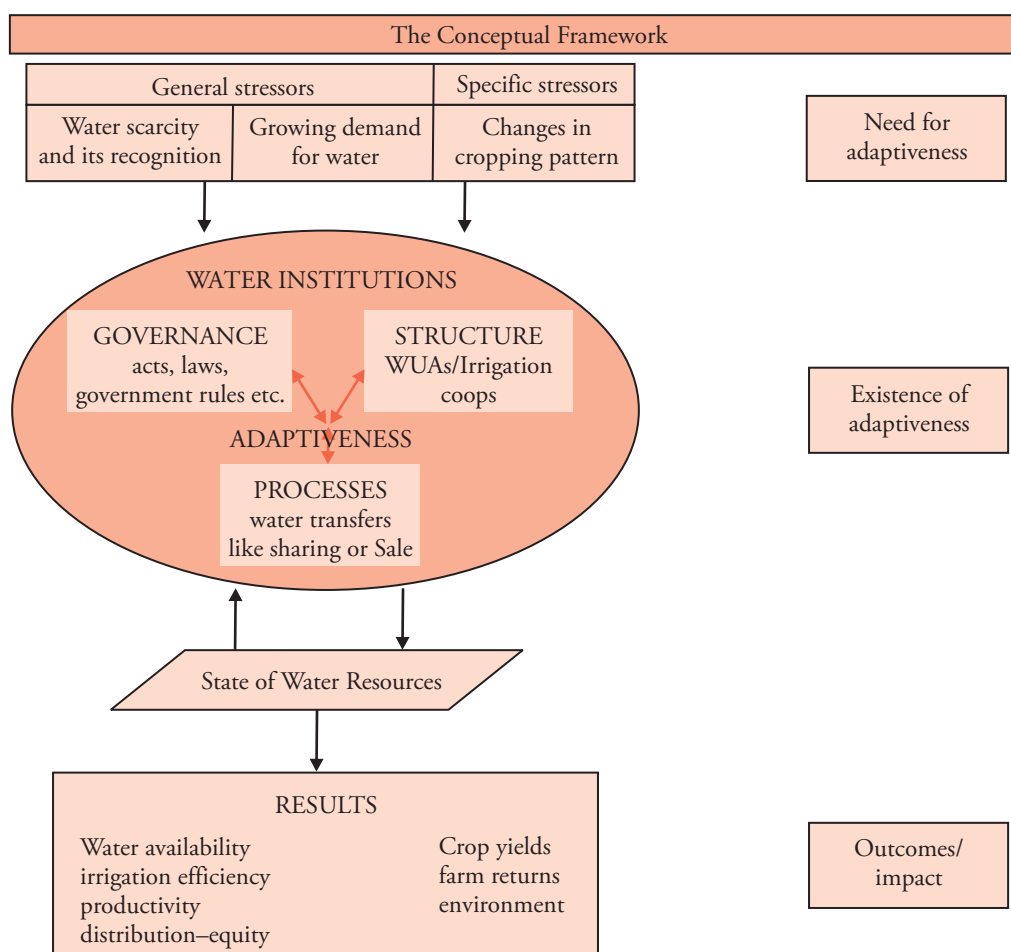 The Conceptual Framework
General stressors
Specific stressors
Water scarcity
and its recognition
Growing demand
for water
Changes in
cropping pattern
Need for
adaptiveness
WATER INSTITUTIONS
GOVERNANCE
acts, laws,
government rules etc.
STRUCTURE
WUAs/Irrigation
coops
ADAPTIVENESS
PROCESSES
water transfers
like sharing or Sale
Existence of
adaptiveness
State of Water Resources
RESULTS
Water availability
irrigation efficiency
productivity
distribution–equity
Crop yields
farm returns
environment
Outcomes/
impact